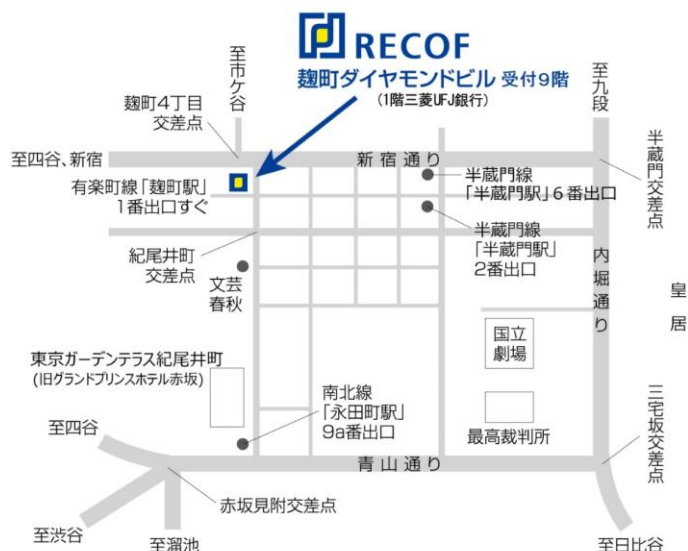 RECOF
麹町ダイヤモンドビル 受付9階
(1階三菱UFJ銀行)
至市ケ谷
至九段
麹町4丁目
交差点
至四谷、新宿
新宿通り
半蔵門交差点
有楽町線「麹町駅」
1番出口すぐ
半蔵門線
「半蔵門駅」6番出口
半蔵門線
「半蔵門駅」
2番出口
紀尾井町
交差点
内堀通り
皇居
文芸
春秋
国立
劇場
東京ガーデンテラス紀尾井町
(旧グランドプリンスホテル赤坂)
南北線
「永田町駅」
9a番出口
最高裁判所
三宅坂交差点
至四谷
青山通り
赤坂見附交差点
至渋谷
至溜池
至日比谷